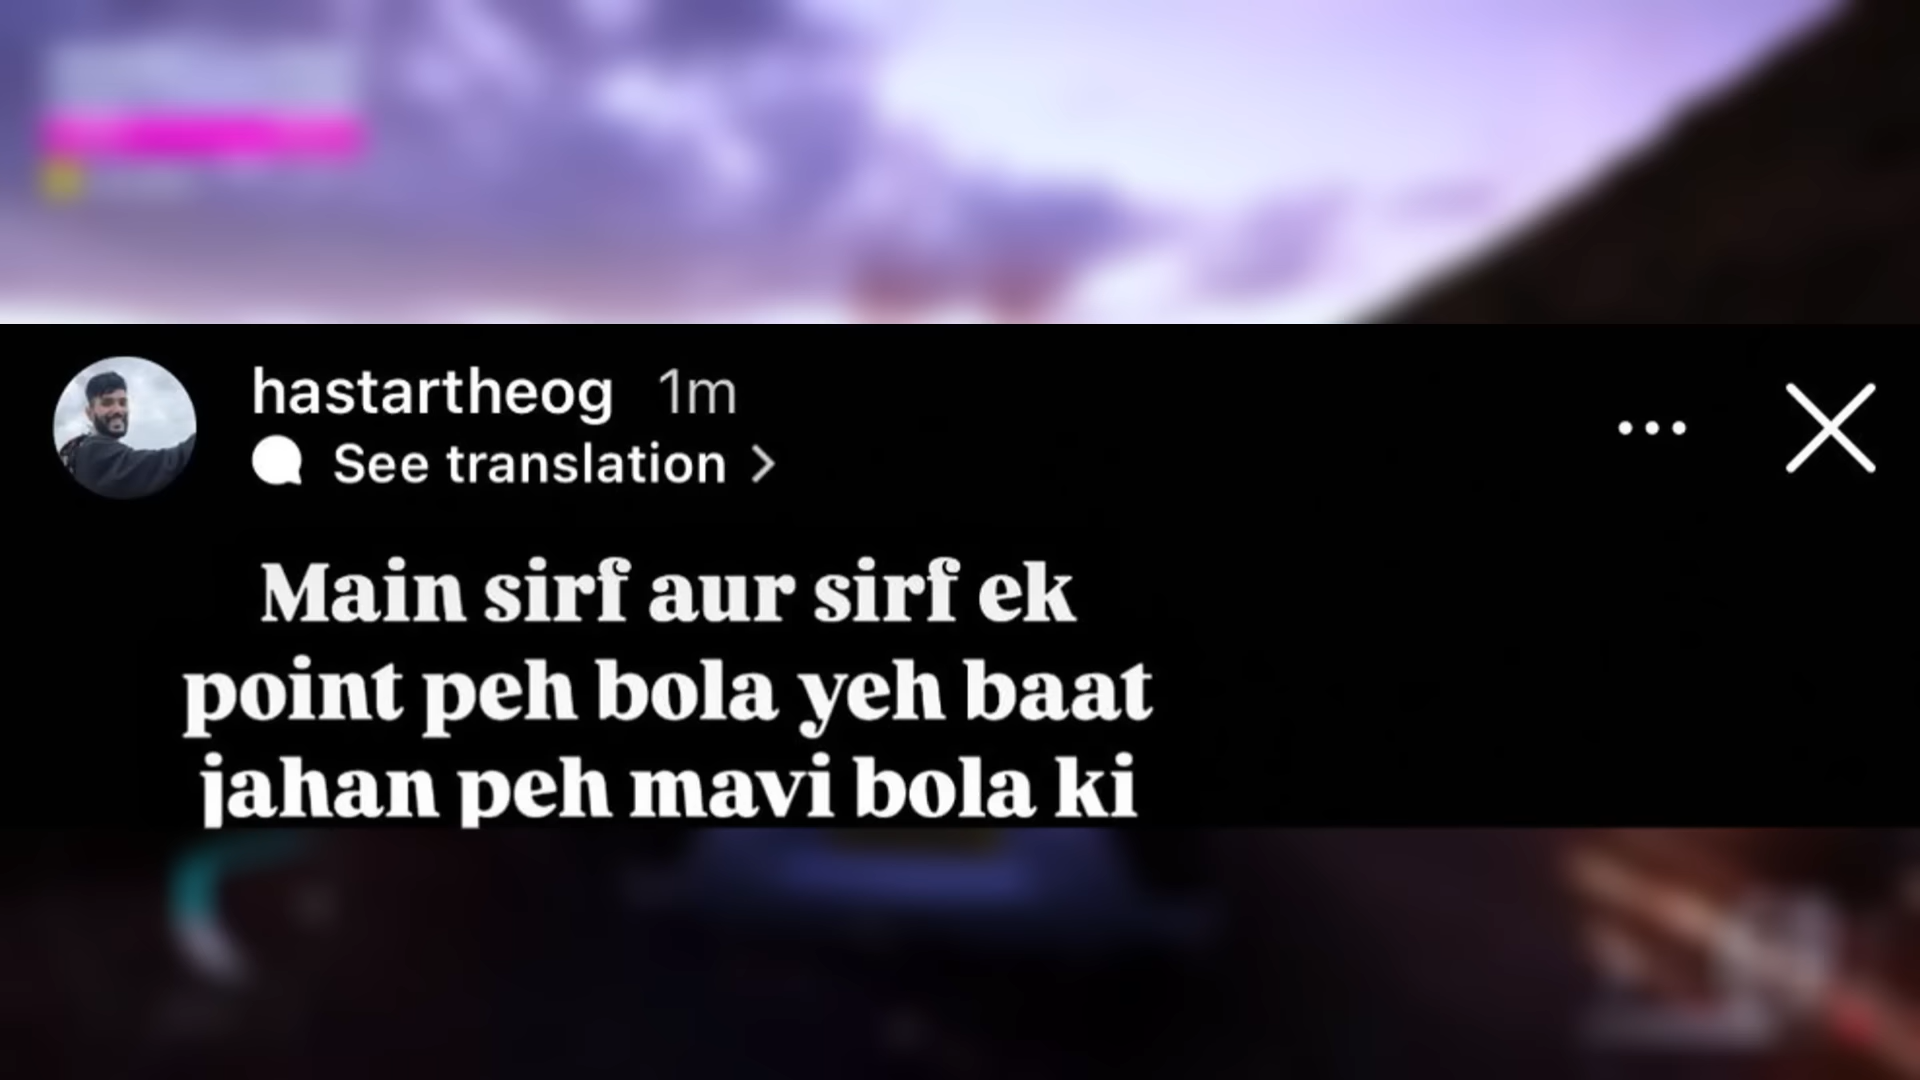 hastartheog 1m
See translation >
Main sirf aur sirf ek
point peh bola yeh baat
jahan peh mavi bola ki